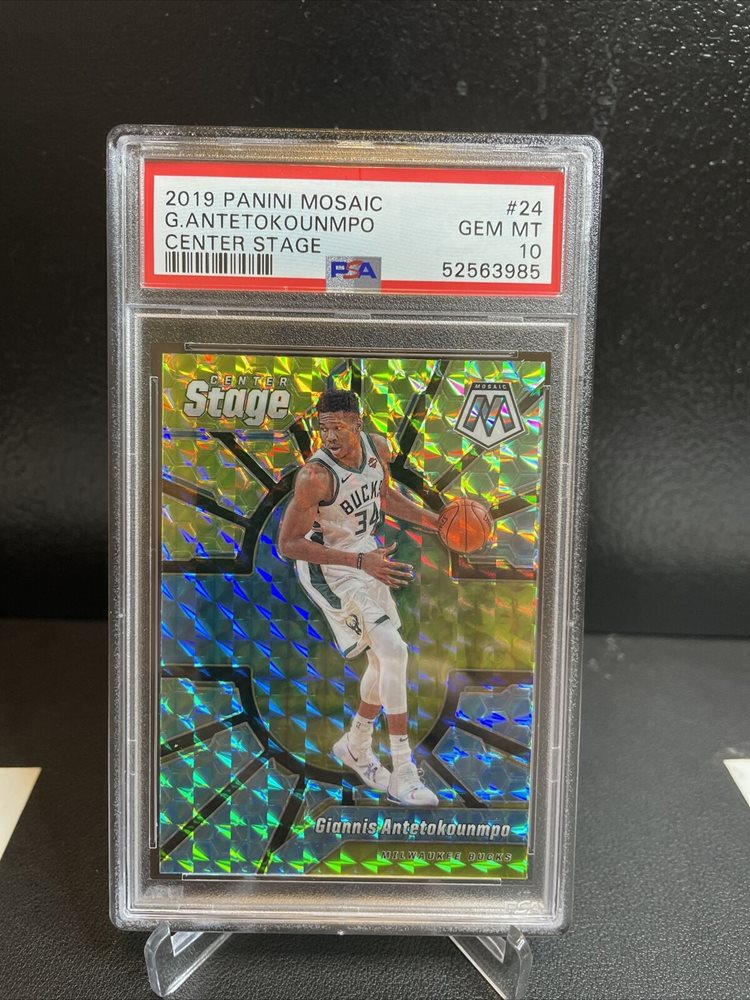 2019 PANINI MOSAIC
G.ANTETOKOUNMPO
CENTER STAGE
#24
GEM MT
10
52563985
PSA
CENTER
Stage
MOSAIC
M
BUCKS
34
Giannis Antetokounmpo
MILWAUKEE BUCKS
PSA